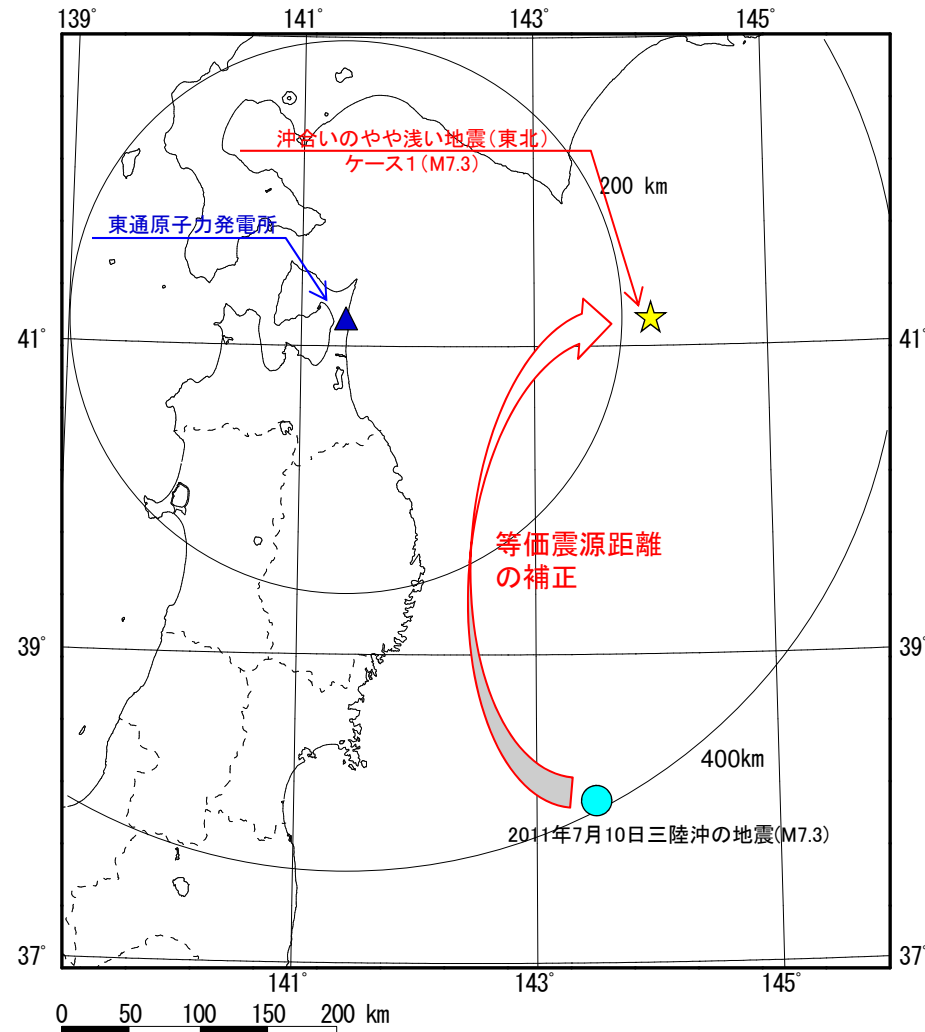 139° 141° 143° 145°
沖合いのやや浅い地震(東北)
ケース1(M7.3)
200 km
東通原子力発電所
41° 41°
等価震源距離
の補正
39° 39°
400km
2011年7月10日三陸沖の地震(M7.3)
37° 37°
141° 143° 145°
0 50 100 150 200 km